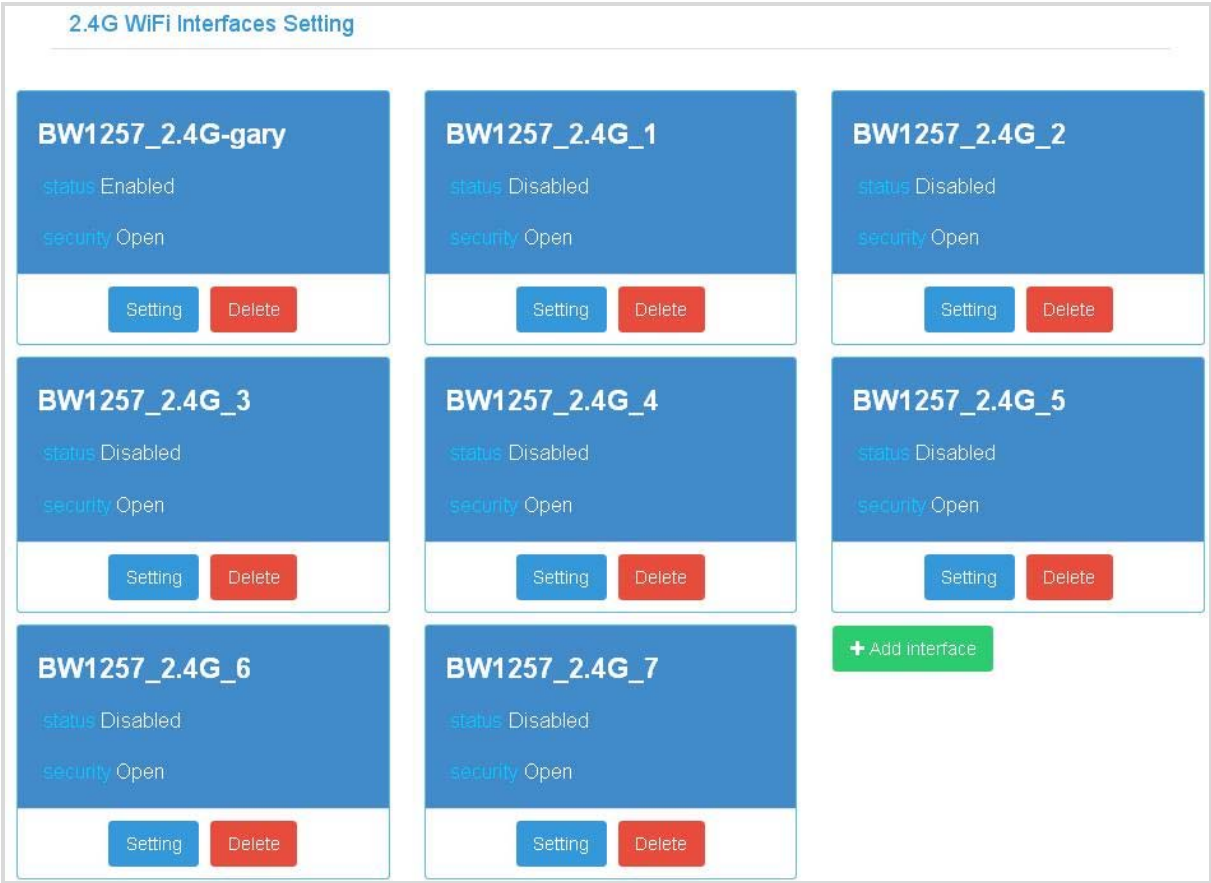 2.4G WiFi Interfaces Setting
BW1257_2.4G-gary
status Enabled
security Open
Setting Delete
BW1257_2.4G_1
status Disabled
security Open
Setting Delete
BW1257_2.4G_2
status Disabled
security Open
Setting Delete
BW1257_2.4G_3
status Disabled
security Open
Setting Delete
BW1257_2.4G_4
status Disabled
security Open
Setting Delete
BW1257_2.4G_5
status Disabled
security Open
Setting Delete
BW1257_2.4G_6
status Disabled
security Open
Setting Delete
BW1257_2.4G_7
status Disabled
security Open
Setting Delete
+ Add interface